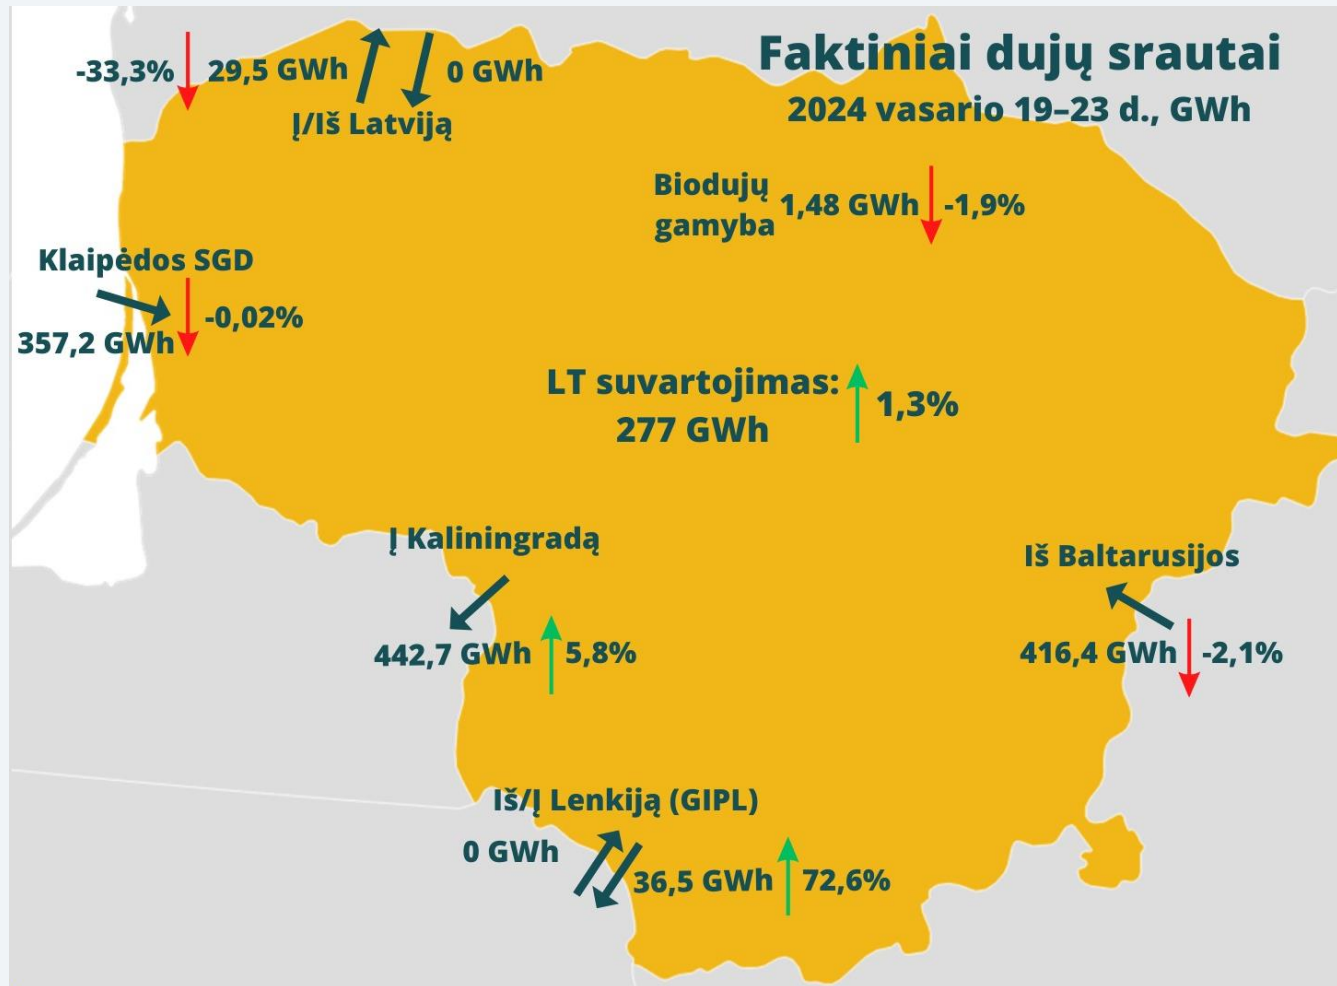 Faktiniai dujų srautai
2024 vasario 19–23 d., GWh
-33,3%
29,5 GWh
0 GWh
Į/Iš Latviją
Biodujų
gamyba
1,48 GWh
-1,9%
Klaipėdos SGD
-0,02%
357,2 GWh
LT suvartojimas:
277 GWh
1,3%
Į Kaliningradą
442,7 GWh
5,8%
Iš Baltarusijos
416,4 GWh
-2,1%
Iš/Į Lenkiją (GIPL)
0 GWh
36,5 GWh
72,6%